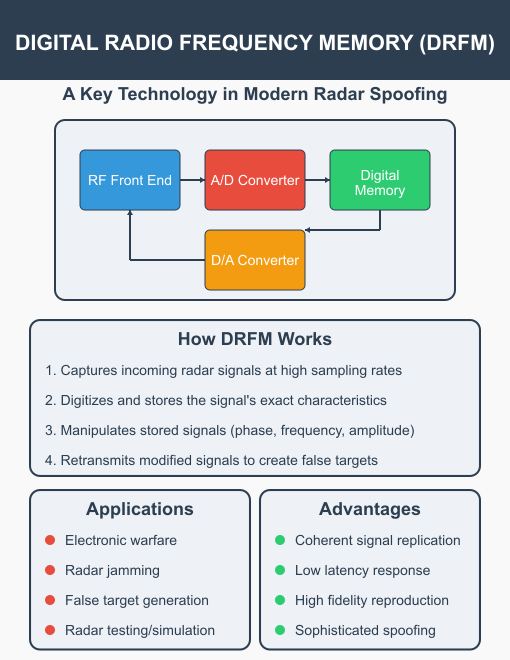 DIGITAL RADIO FREQUENCY MEMORY (DRFM)
A Key Technology in Modern Radar Spoofing
RF Front End
A/D Converter
Digital
Memory
D/A Converter
How DRFM Works
1. Captures incoming radar signals at high sampling rates
2. Digitizes and stores the signal's exact characteristics
3. Manipulates stored signals (phase, frequency, amplitude)
4. Retransmits modified signals to create false targets
Applications
Electronic warfare
Radar jamming
False target generation
Radar testing/simulation
Advantages
Coherent signal replication
Low latency response
High fidelity reproduction
Sophisticated spoofing